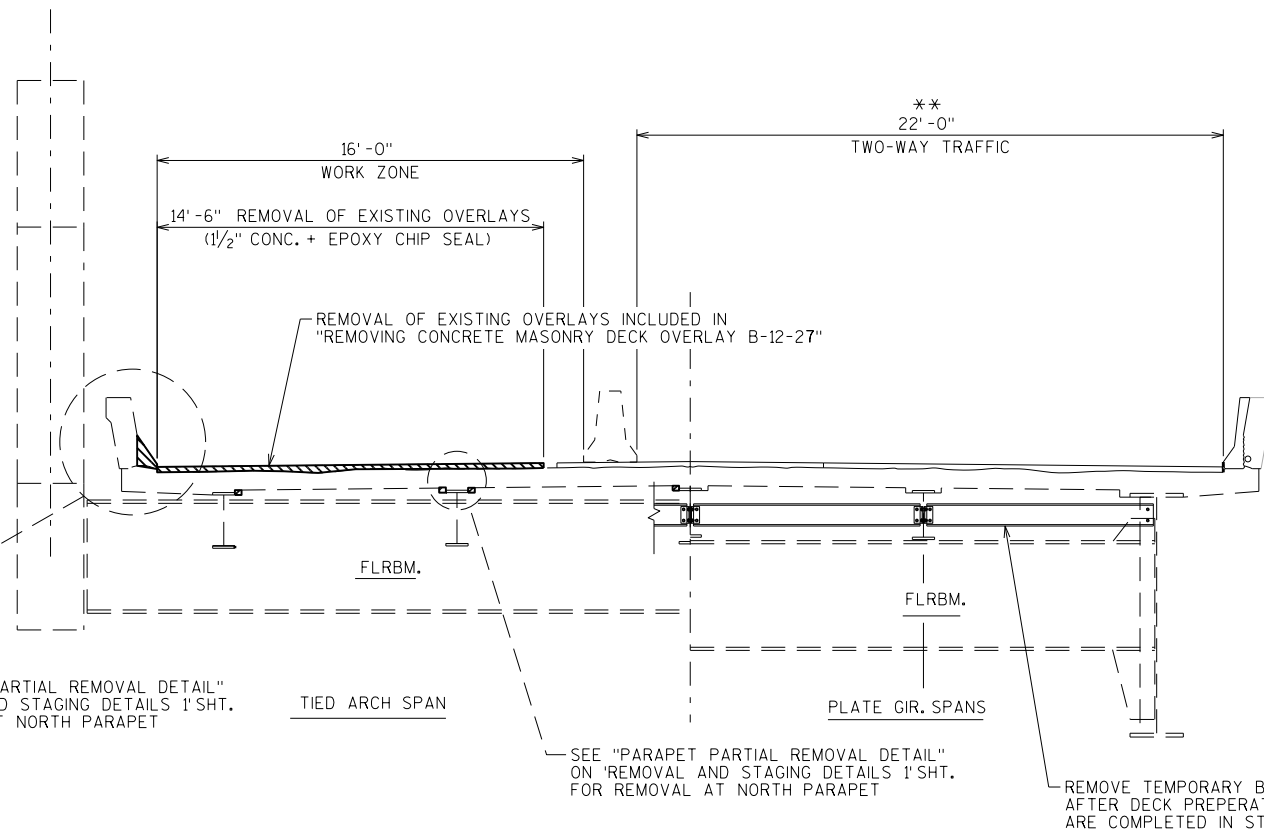 **
22'-0"
TWO-WAY TRAFFIC
16'-0"
WORK ZONE
14'-6" REMOVAL OF EXISTING OVERLAYS
(1½" CONC. + EPOXY CHIP SEAL)
REMOVAL OF EXISTING OVERLAYS INCLUDED IN
"REMOVING CONCRETE MASONRY DECK OVERLAY B-12-27"
FLRBM.
FLRBM.
ARTIAL REMOVAL DETAIL"
D STAGING DETAILS 1' SHT.
T NORTH PARAPET
TIED ARCH SPAN
PLATE GIR. SPANS
SEE "PARAPET PARTIAL REMOVAL DETAIL"
ON 'REMOVAL AND STAGING DETAILS 1' SHT.
FOR REMOVAL AT NORTH PARAPET
REMOVE TEMPORARY B
AFTER DECK PREPERAT
ARE COMPLETED IN ST